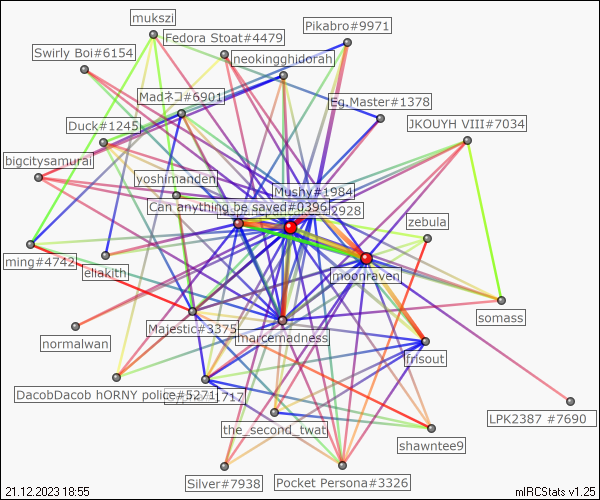 mukszi
Pikabro#9971
Fedora Stoat#4479
Swirly Boi#6154
neokingghidorah
Madネコ#6901
Eg.Master#1378
Duck#1245
JKOUYH VIII#7034
bigcitysamurai
yoshimanden
Mushy#1984
Can anything be saved#0396
2928
zebula
ming#4742
eliakith
moonraven
somass
Majestic#3375
marcemadness
normalwan
frisout
DacobDacob hORNY police#5271
1717
LPK2387 #7690
the_second_twat
shawntee9
Silver#7938
Pocket Persona#3326
21.12.2023 18:55
mIRCStats v1.25